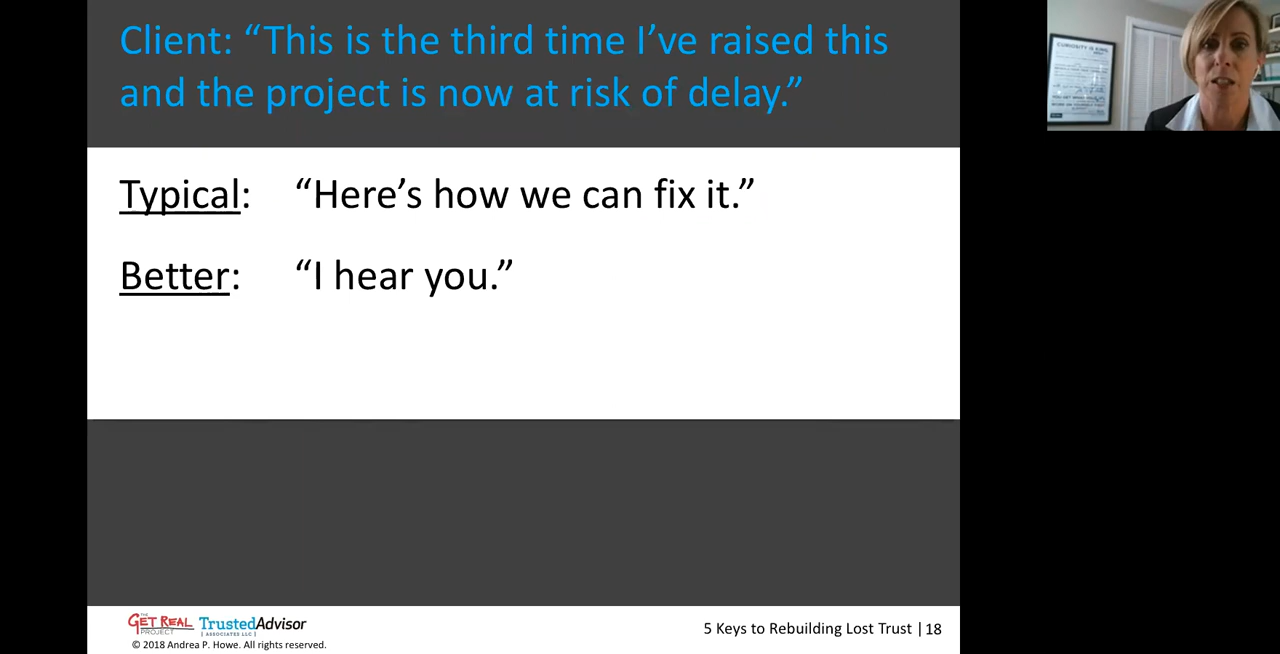 Client: “This is the third time I’ve raised this
and the project is now at risk of delay.”
CURIOSITY IS KING.
Typical: “Here’s how we can fix it.”
Better: “I hear you.”
THE
GET REAL
PROJECT
TrustedAdvisor
| ASSOCIATES LLC |
5 Keys to Rebuilding Lost Trust | 18
© 2018 Andrea P. Howe. All rights reserved.